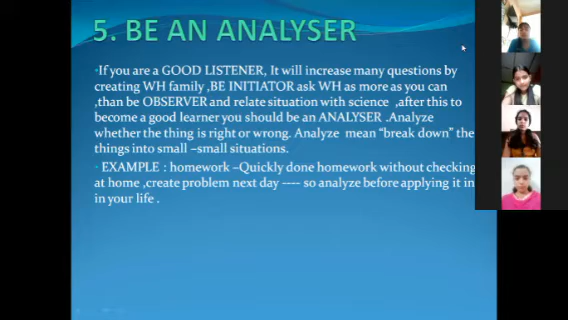 5. BE AN ANALYSER
•If you are a GOOD LISTENER, It will increase many questions by
creating WH family ,BE INITIATOR ask WH as more as you can
,than be OBSERVER and relate situation with science ,after this to
become a good learner you should be an ANALYSER .Analyze
whether the thing is right or wrong. Analyze mean "break down" the
things into small –small situations.
• EXAMPLE : homework –Quickly done homework without checking
at home ,create problem next day ---- so analyze before applying it in
in your life .